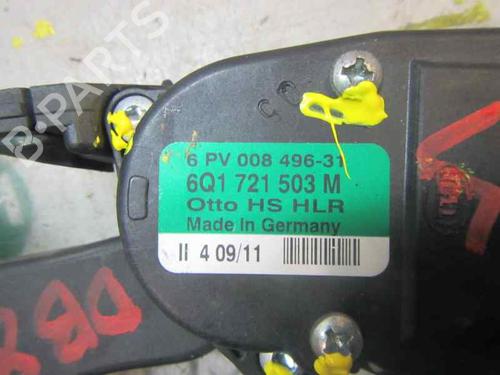 B-PARTS
6 PV 008 496-31
6Q1 721 503 M
Otto HS HLR
Made in Germany
II 4 09/11
DBR